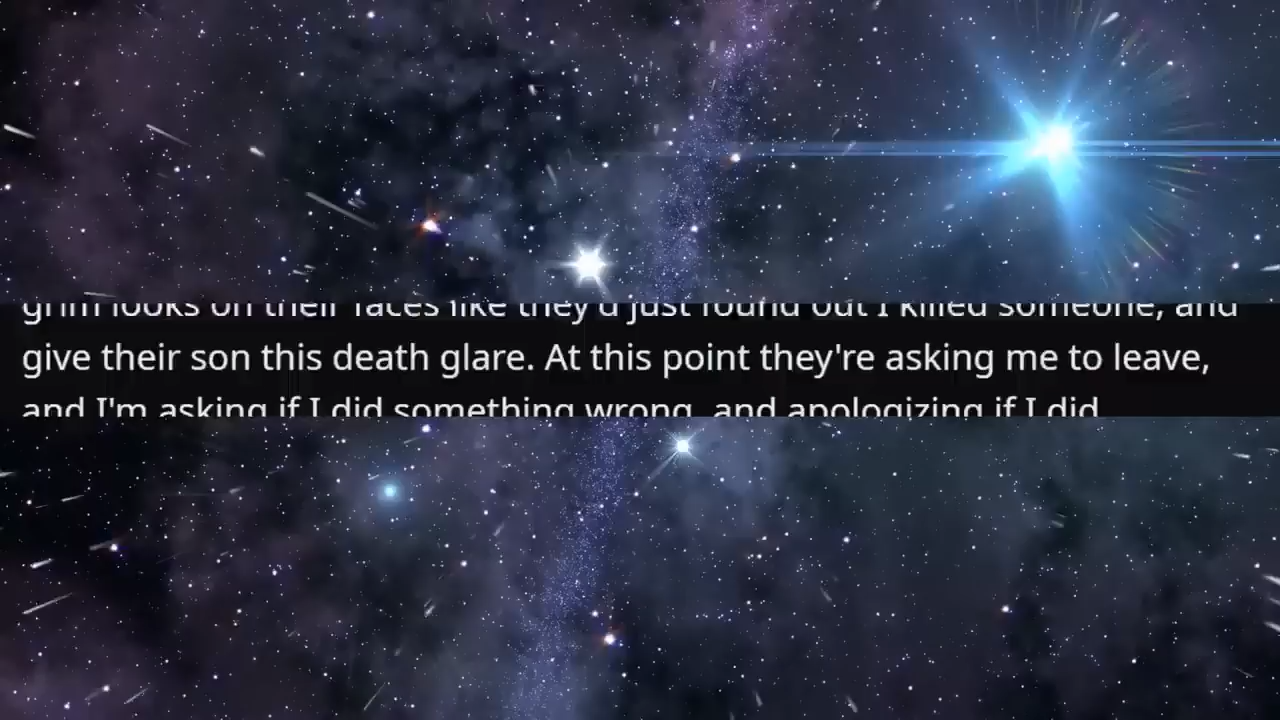 grim looks on their faces like they'd just found out I killed someone, and
give their son this death glare. At this point they're asking me to leave,
and I'm asking if I did something wrong, and apologizing if I did